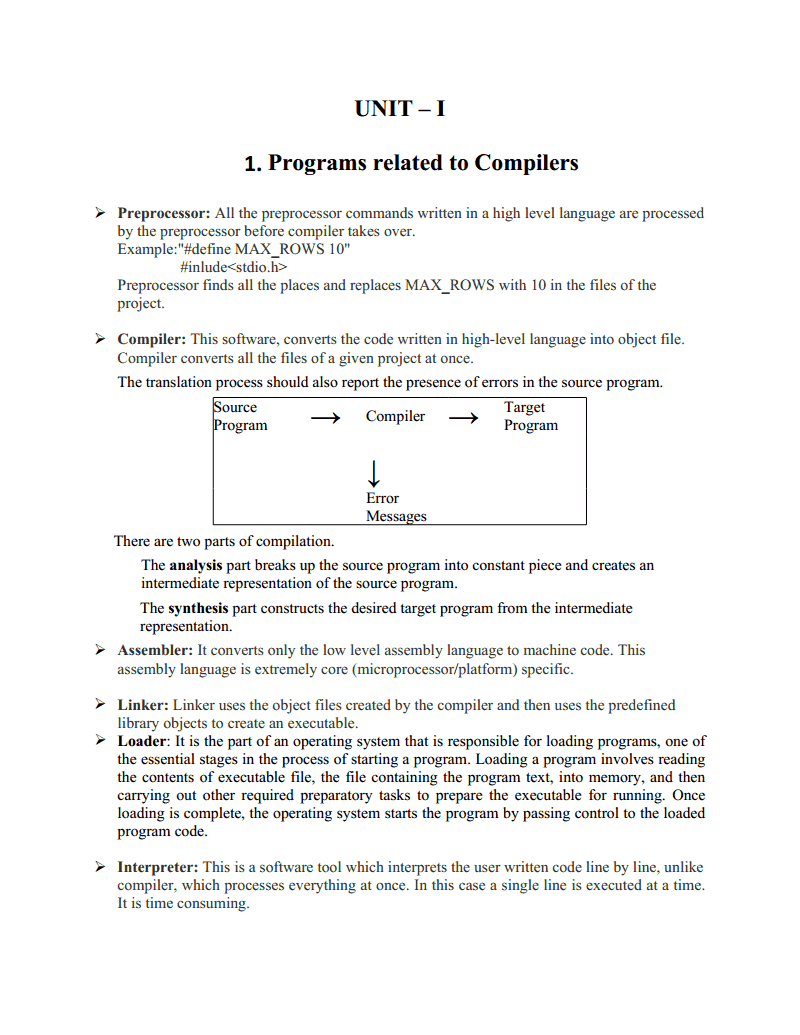 UNIT – I
1. Programs related to Compilers
➢ Preprocessor: All the preprocessor commands written in a high level language are processed
by the preprocessor before compiler takes over.
Example:"#define MAX_ROWS 10"
#inlude<stdio.h>
Preprocessor finds all the places and replaces MAX_ROWS with 10 in the files of the
project.
➢ Compiler: This software, converts the code written in high-level language into object file.
Compiler converts all the files of a given project at once.
The translation process should also report the presence of errors in the source program.
Source → Compiler → Target
Program Program
↓
Error
Messages
There are two parts of compilation.
The analysis part breaks up the source program into constant piece and creates an
intermediate representation of the source program.
The synthesis part constructs the desired target program from the intermediate
representation.
➢ Assembler: It converts only the low level assembly language to machine code. This
assembly language is extremely core (microprocessor/platform) specific.
➢ Linker: Linker uses the object files created by the compiler and then uses the predefined
library objects to create an executable.
➢ Loader: It is the part of an operating system that is responsible for loading programs, one of
the essential stages in the process of starting a program. Loading a program involves reading
the contents of executable file, the file containing the program text, into memory, and then
carrying out other required preparatory tasks to prepare the executable for running. Once
loading is complete, the operating system starts the program by passing control to the loaded
program code.
➢ Interpreter: This is a software tool which interprets the user written code line by line, unlike
compiler, which processes everything at once. In this case a single line is executed at a time.
It is time consuming.